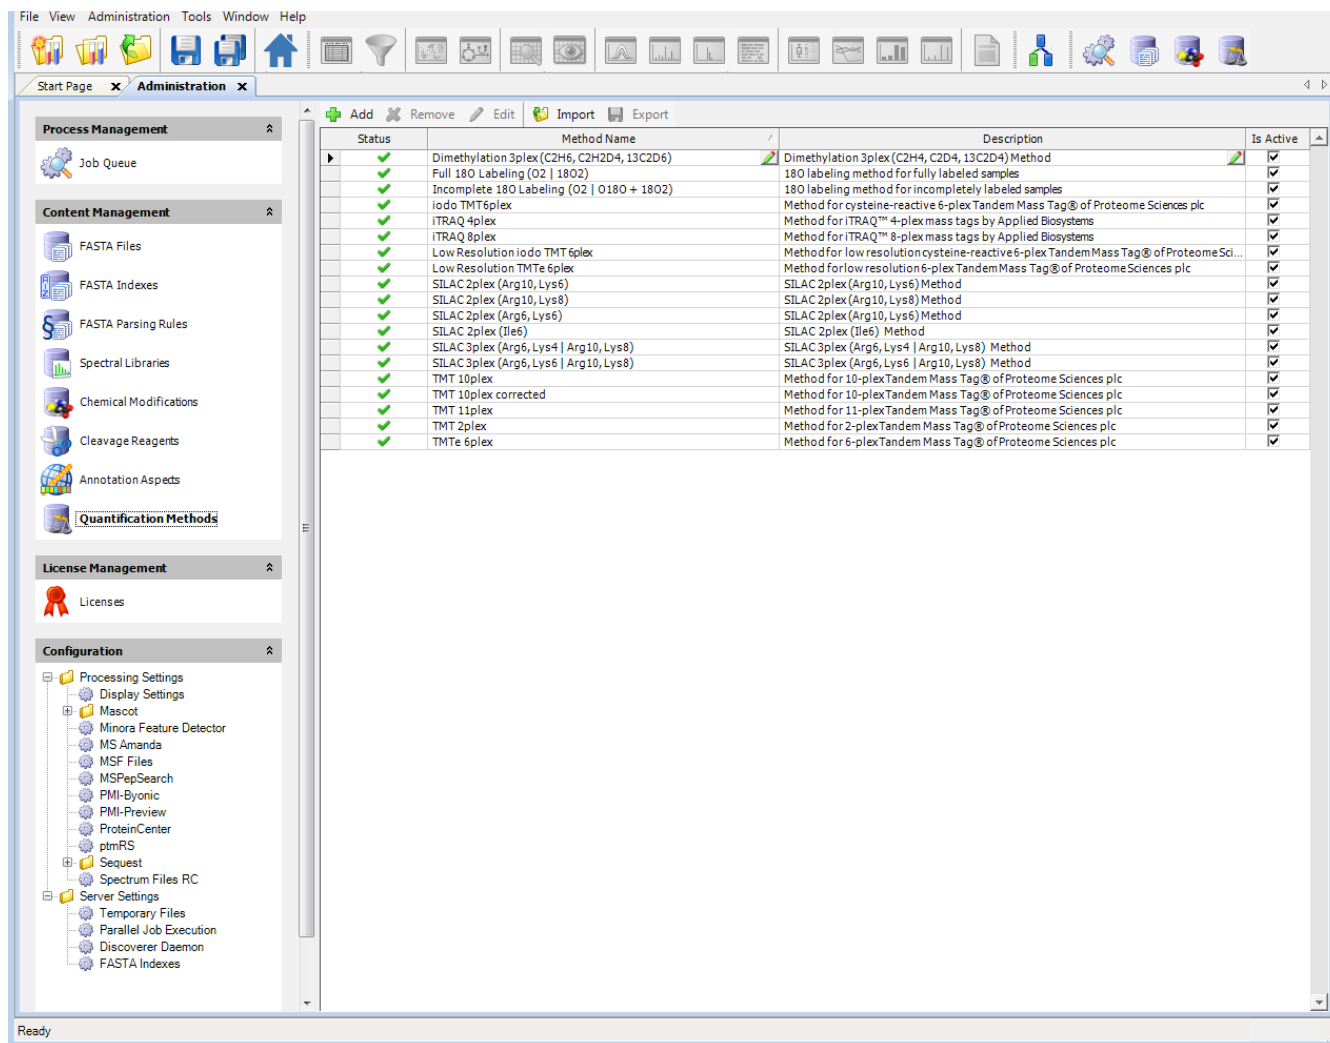 File View Administration Tools Window Help
Start Page x Administration x
Process Management
Job Queue
Content Management
FASTA Files
FASTA Indexes
FASTA Parsing Rules
Spectral Libraries
Chemical Modifications
Cleavage Reagents
Annotation Aspects
Quantification Methods
License Management
Licenses
Configuration
Processing Settings
Display Settings
Mascot
Minora Feature Detector
MS Amanda
MSF Files
MSPepSearch
PMI-Byonic
PMI-Preview
ProteinCenter
ptmRS
Sequest
Spectrum Files RC
Server Settings
Temporary Files
Parallel Job Execution
Discoverer Daemon
FASTA Indexes
Add Remove Edit Import Export
Status Method Name Description Is Active
Dimethylation 3plex (C2H6, C2H2D4, 13C2D6) Dimethylation 3plex (C2H4, C2D4, 13C2D4) Method
Full 18O Labeling (O2 | 18O2) 18O labeling method for fully labeled samples
Incomplete 18O Labeling (O2 | O18O + 18O2) 18O labeling method for incompletely labeled samples
iodo TMT6plex Method for cysteine-reactive 6-plex Tandem Mass Tag® of Proteome Sciences plc
iTRAQ 4plex Method for iTRAQ™ 4-plex mass tags by Applied Biosystems
iTRAQ 8plex Method for iTRAQ™ 8-plex mass tags by Applied Biosystems
Low Resolution iodo TMT 6plex Method for low resolution cysteine-reactive 6-plex Tandem Mass Tag® of Proteome Sci...
Low Resolution TMTe 6plex Method for low resolution 6-plex Tandem Mass Tag® of Proteome Sciences plc
SILAC 2plex (Arg10, Lys6) SILAC 2plex (Arg10, Lys6) Method
SILAC 2plex (Arg10, Lys8) SILAC 2plex (Arg10, Lys8) Method
SILAC 2plex (Arg6, Lys6) SILAC 2plex (Arg10, Lys6) Method
SILAC 2plex (Ile6) SILAC 2plex (Ile6) Method
SILAC 3plex (Arg6, Lys4 | Arg10, Lys8) SILAC 3plex (Arg6, Lys4 | Arg10, Lys8) Method
SILAC 3plex (Arg6, Lys6 | Arg10, Lys8) SILAC 3plex (Arg6, Lys6 | Arg10, Lys8) Method
TMT 10plex Method for 10-plex Tandem Mass Tag® of Proteome Sciences plc
TMT 10plex corrected Method for 10-plex Tandem Mass Tag® of Proteome Sciences plc
TMT 11plex Method for 11-plex Tandem Mass Tag® of Proteome Sciences plc
TMT 2plex Method for 2-plex Tandem Mass Tag® of Proteome Sciences plc
TMTe 6plex Method for 6-plex Tandem Mass Tag® of Proteome Sciences plc
Ready